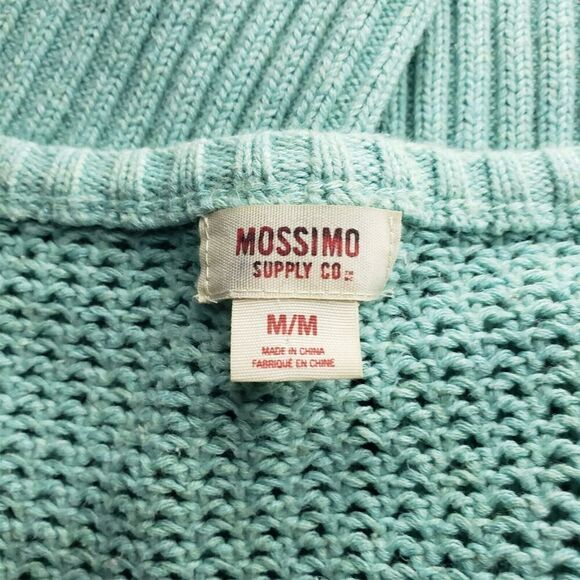 MOSSIMO
SUPPLY CO
M/M
MADE IN CHINA
FABRIQUÉ EN CHINE